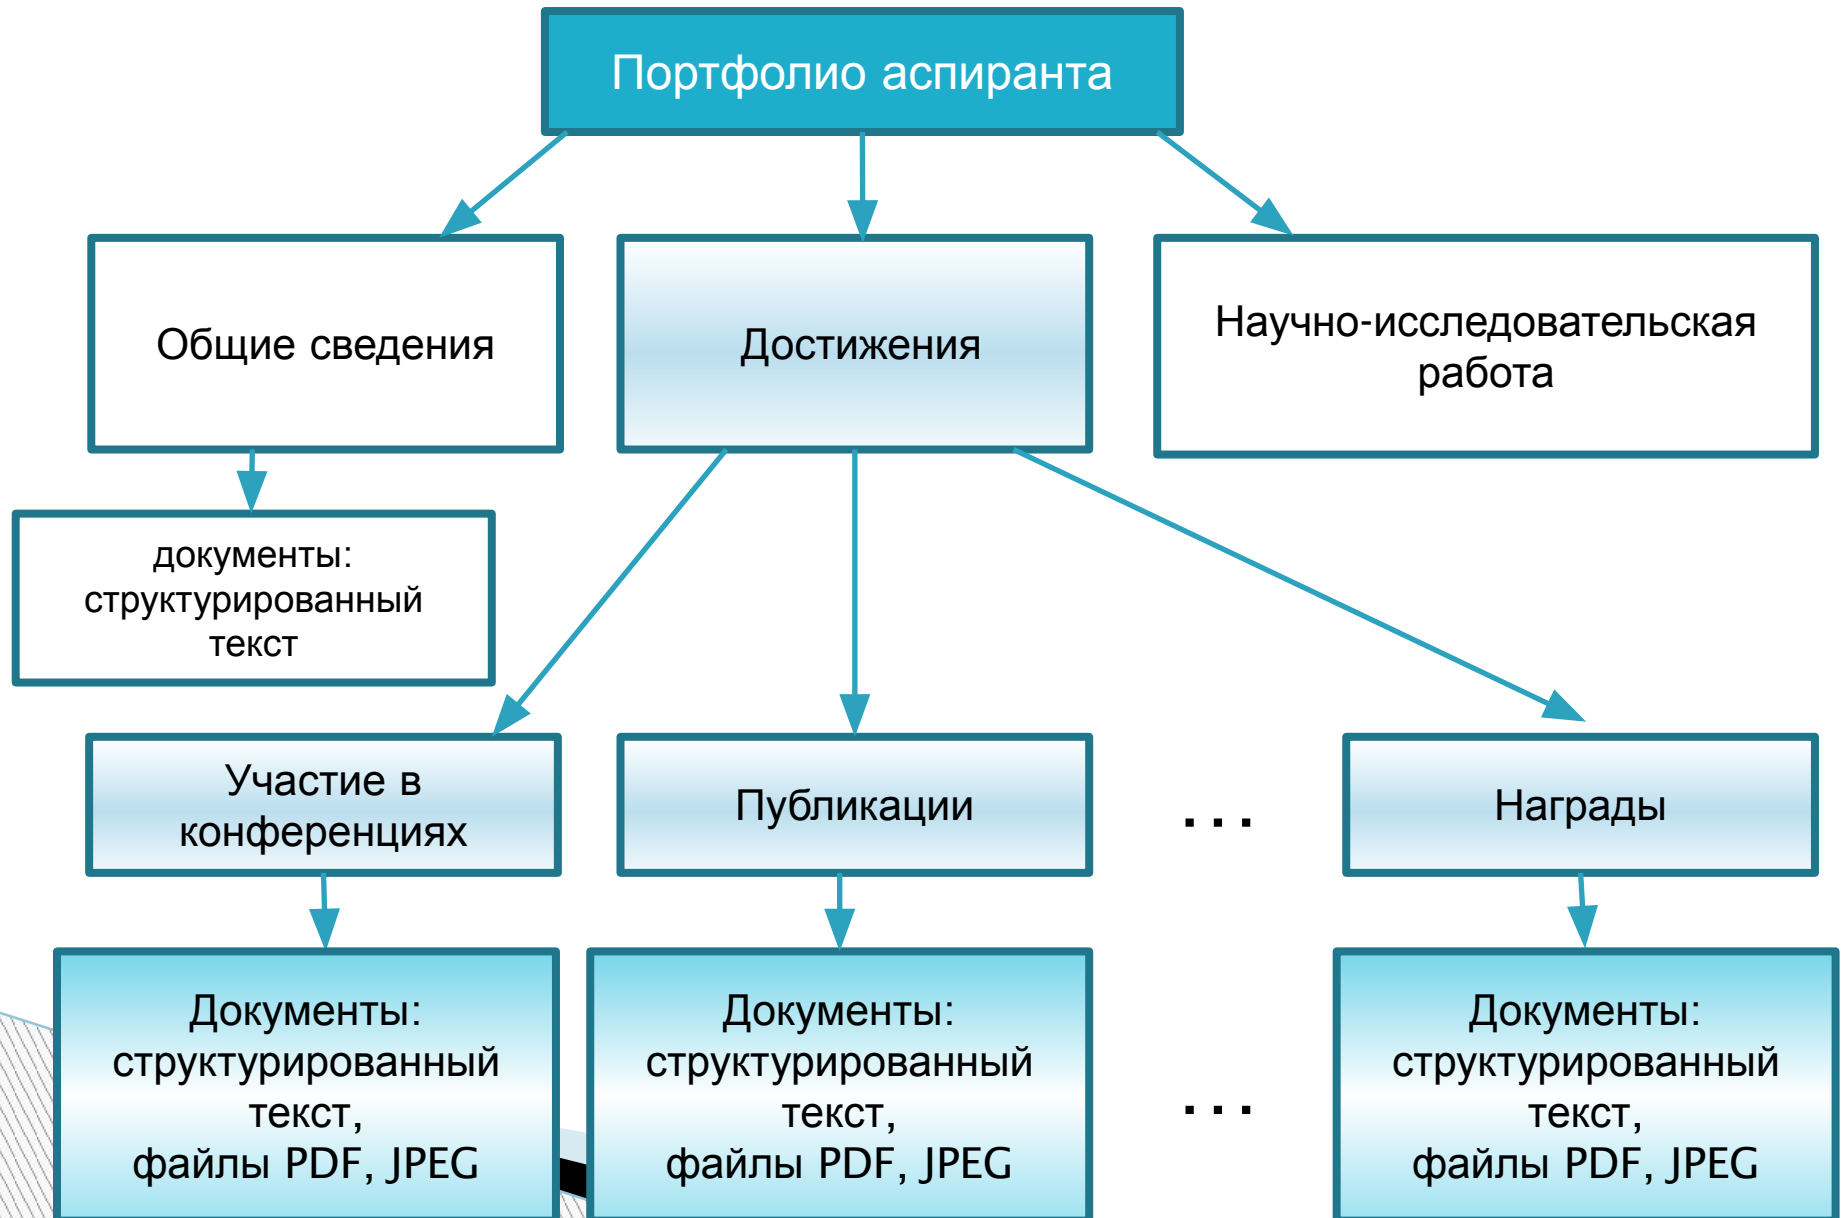 Портфолио аспиранта
Общие сведения
Достижения
Научно-исследовательская
работа
документы:
структурированный
текст
Участие в
конференциях
Публикации
...
Награды
Документы:
структурированный
текст,
файлы PDF, JPEG
Документы:
структурированный
текст,
файлы PDF, JPEG
...
Документы:
структурированный
текст,
файлы PDF, JPEG